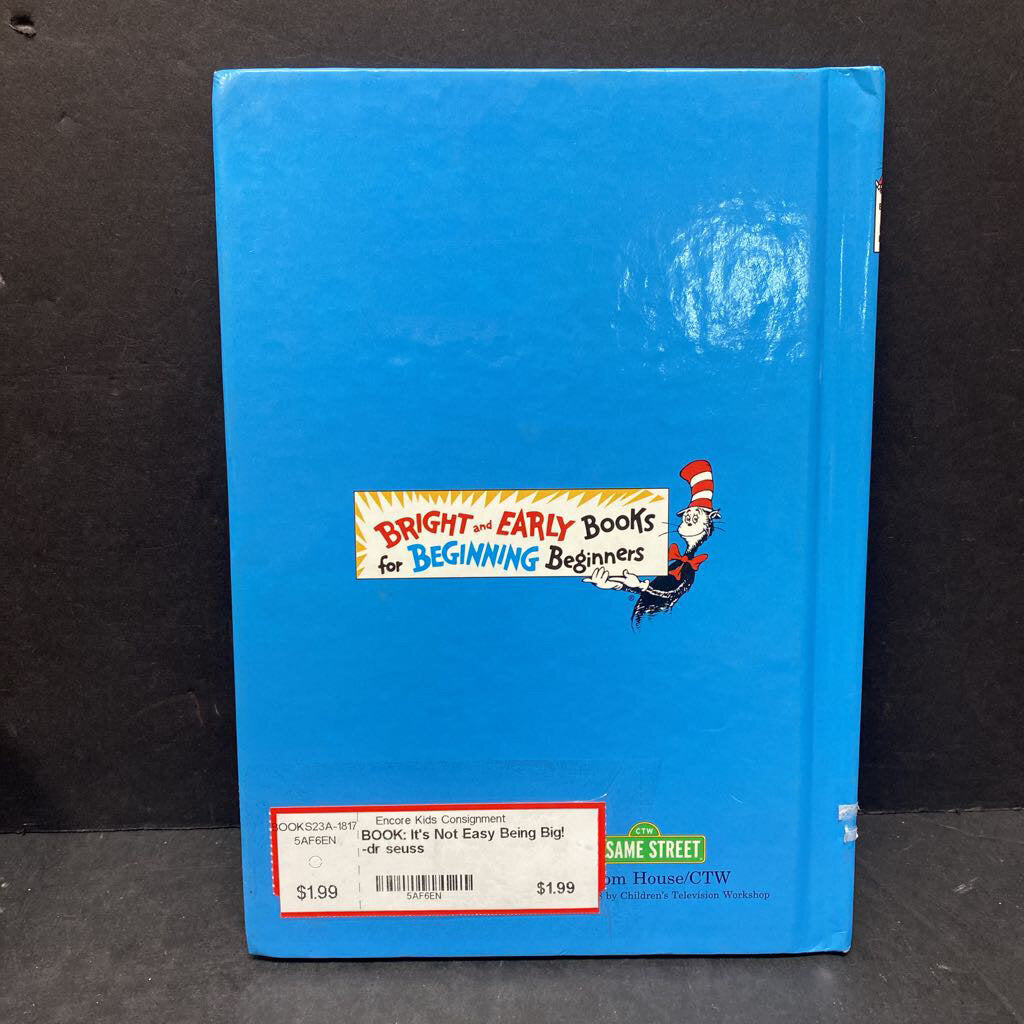 BRIGHT and EARLY BOOKS
for BEGINNING Beginners
©
BOOKS23A-1817
5AF6EN
$1.99
Encore Kids Consignment
BOOK: It's Not Easy Being Big!
-dr seuss
5AF6EN
$1.99
CTW
SAME STREET
om House/CTW
by Children's Television Workshop